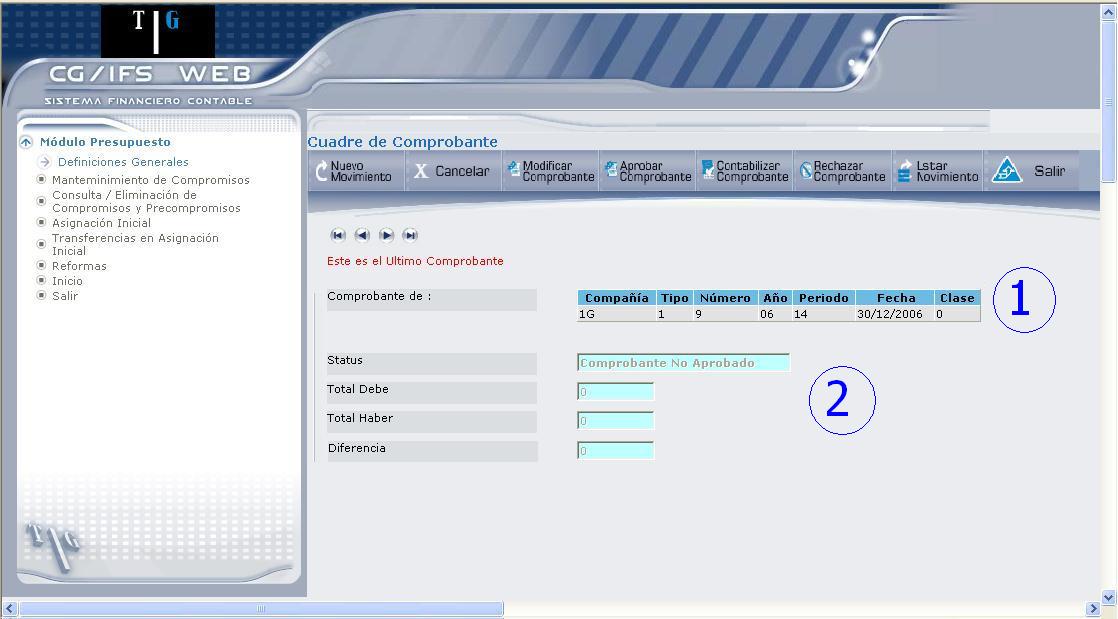 T G
CG/IFS WEB
SISTEMA FINANCIERO CONTABLE
Módulo Presupuesto
Definiciones Generales
Manteminimiento de Compromisos
Consulta / Eliminación de
Compromisos y Precompromisos
Asignación Inicial
Transferencias en Asignación
Inicial
Reformas
Inicio
Salir
T G
Cuadre de Comprobante
Nuevo
Movimiento
X Cancelar
Modificar
Comprobante
Aprobar
Comprobante
Contabilizar
Comprobante
Rechazar
Comprobante
Lstar
Movimiento
Salir
Este es el Ultimo Comprobante
Comprobante de :
Compañía Tipo Número Año Periodo Fecha Clase
1G 1 9 06 14 30/12/2006 0
1
Status Comprobante No Aprobado
Total Debe 0
2
Total Haber 0
Diferencia 0